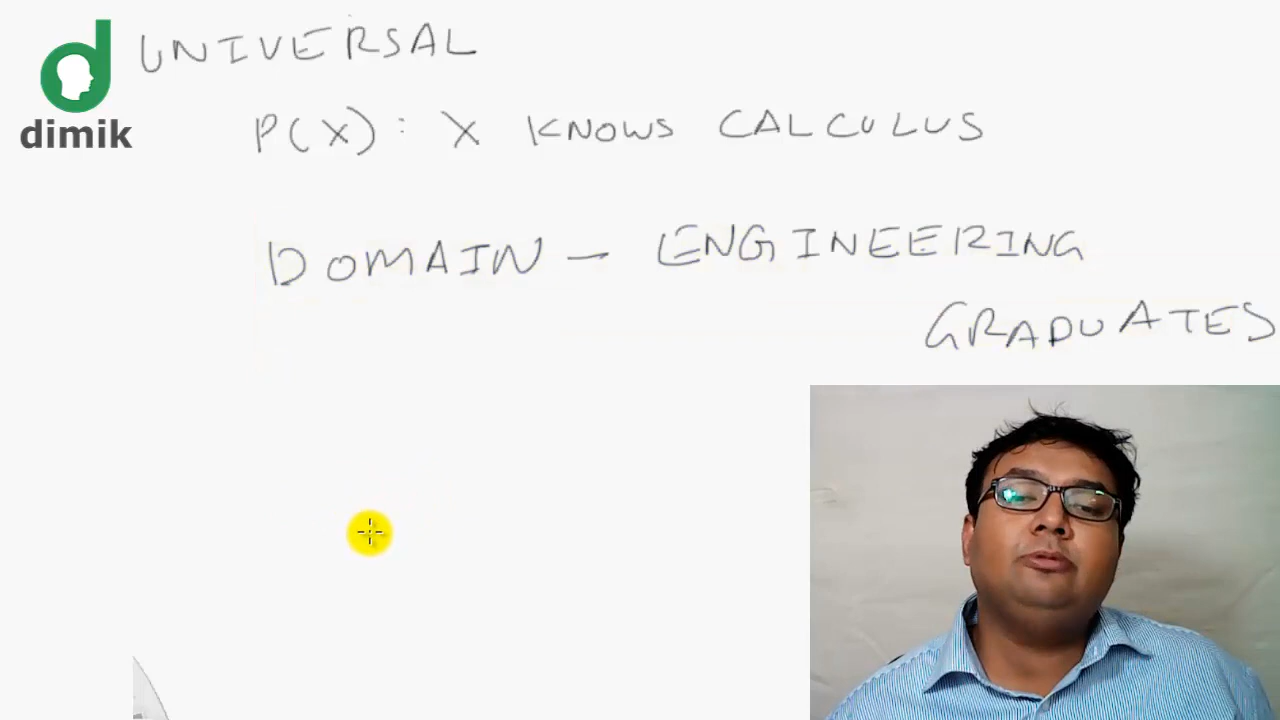 dimik
UNIVERSAL
P(X): X KNOWS CALCULUS
DOMAIN — ENGINEERING
GRADUATES